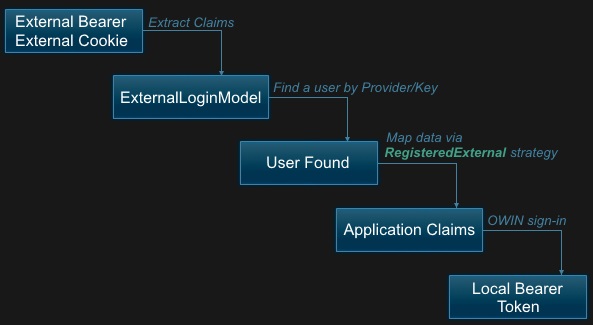 External Bearer
External Cookie
Extract Claims
ExternalLoginModel
Find a user by Provider/Key
User Found
Map data via
RegisteredExternal strategy
Application Claims
OWIN sign-in
Local Bearer
Token